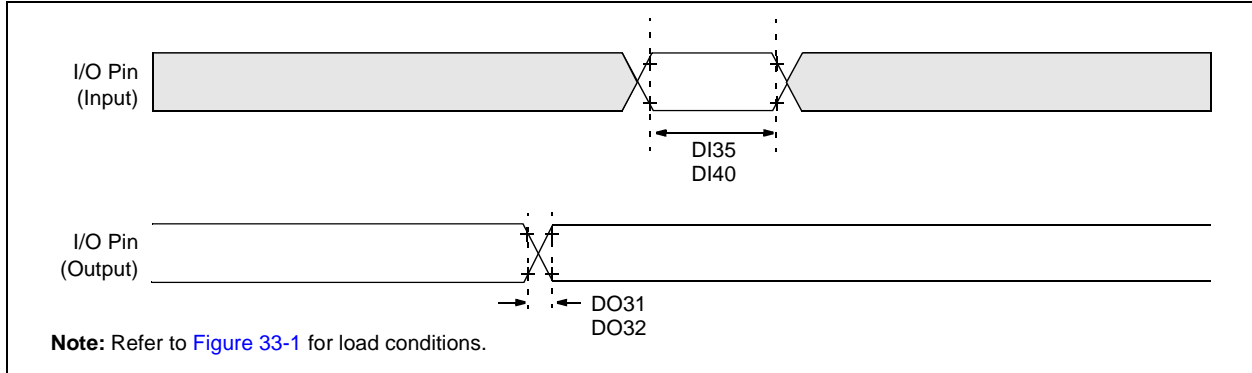 I/O Pin
(Input)
DI35
DI40
I/O Pin
(Output)
DO31
DO32
Note: Refer to Figure 33-1 for load conditions.